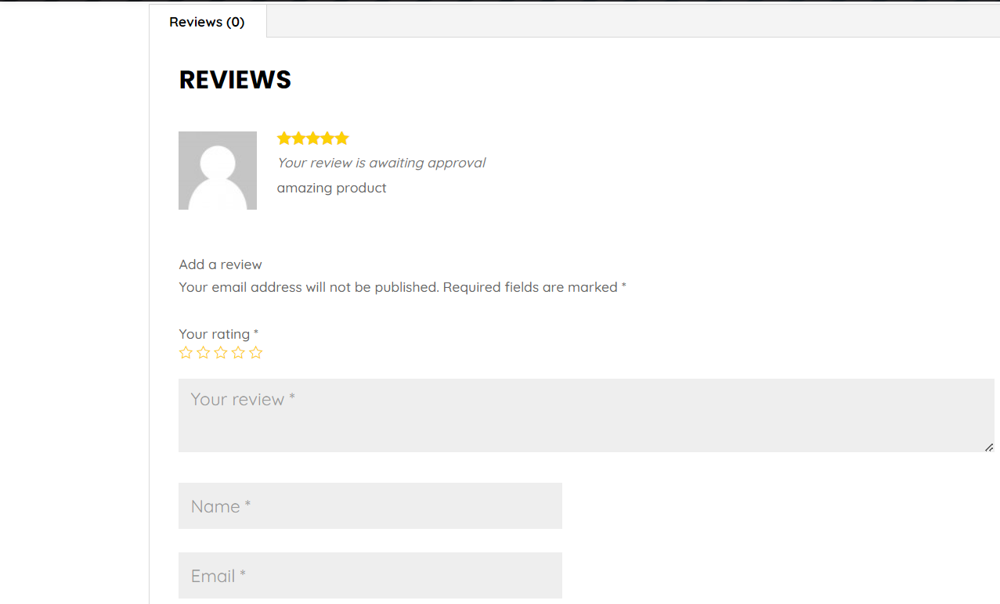 Reviews (0)
REVIEWS
Your review is awaiting approval
amazing product
Add a review
Your email address will not be published. Required fields are marked *
Your rating *
Your review *
Name *
Email *